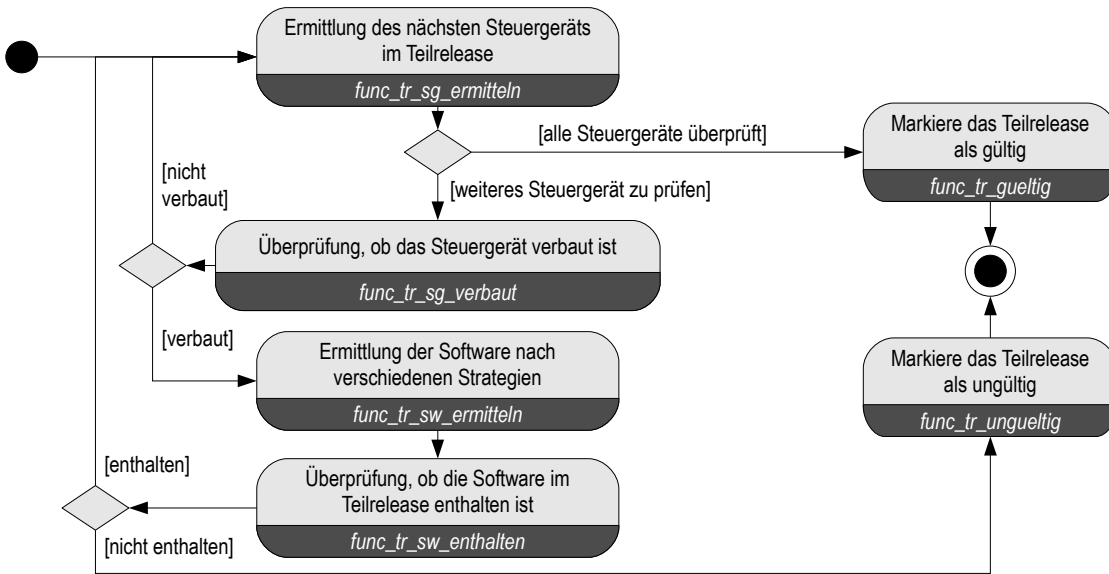 Ermittlung des nächsten Steuergeräts
im Teilrelease
func_tr_sg_ermitteln
[alle Steuergeräte überprüft]
Markiere das Teilrelease
als gültig
func_tr_gueltig
[nicht
verbaut]
[weiteres Steuergerät zu prüfen]
Überprüfung, ob das Steuergerät verbaut ist
func_tr_sg_verbaut
[verbaut]
Ermittlung der Software nach
verschiedenen Strategien
func_tr_sw_ermitteln
Markiere das Teilrelease
als ungültig
func_tr_ungueltig
[enthalten]
Überprüfung, ob die Software im
Teilrelease enthalten ist
func_tr_sw_enthalten
[nicht enthalten]